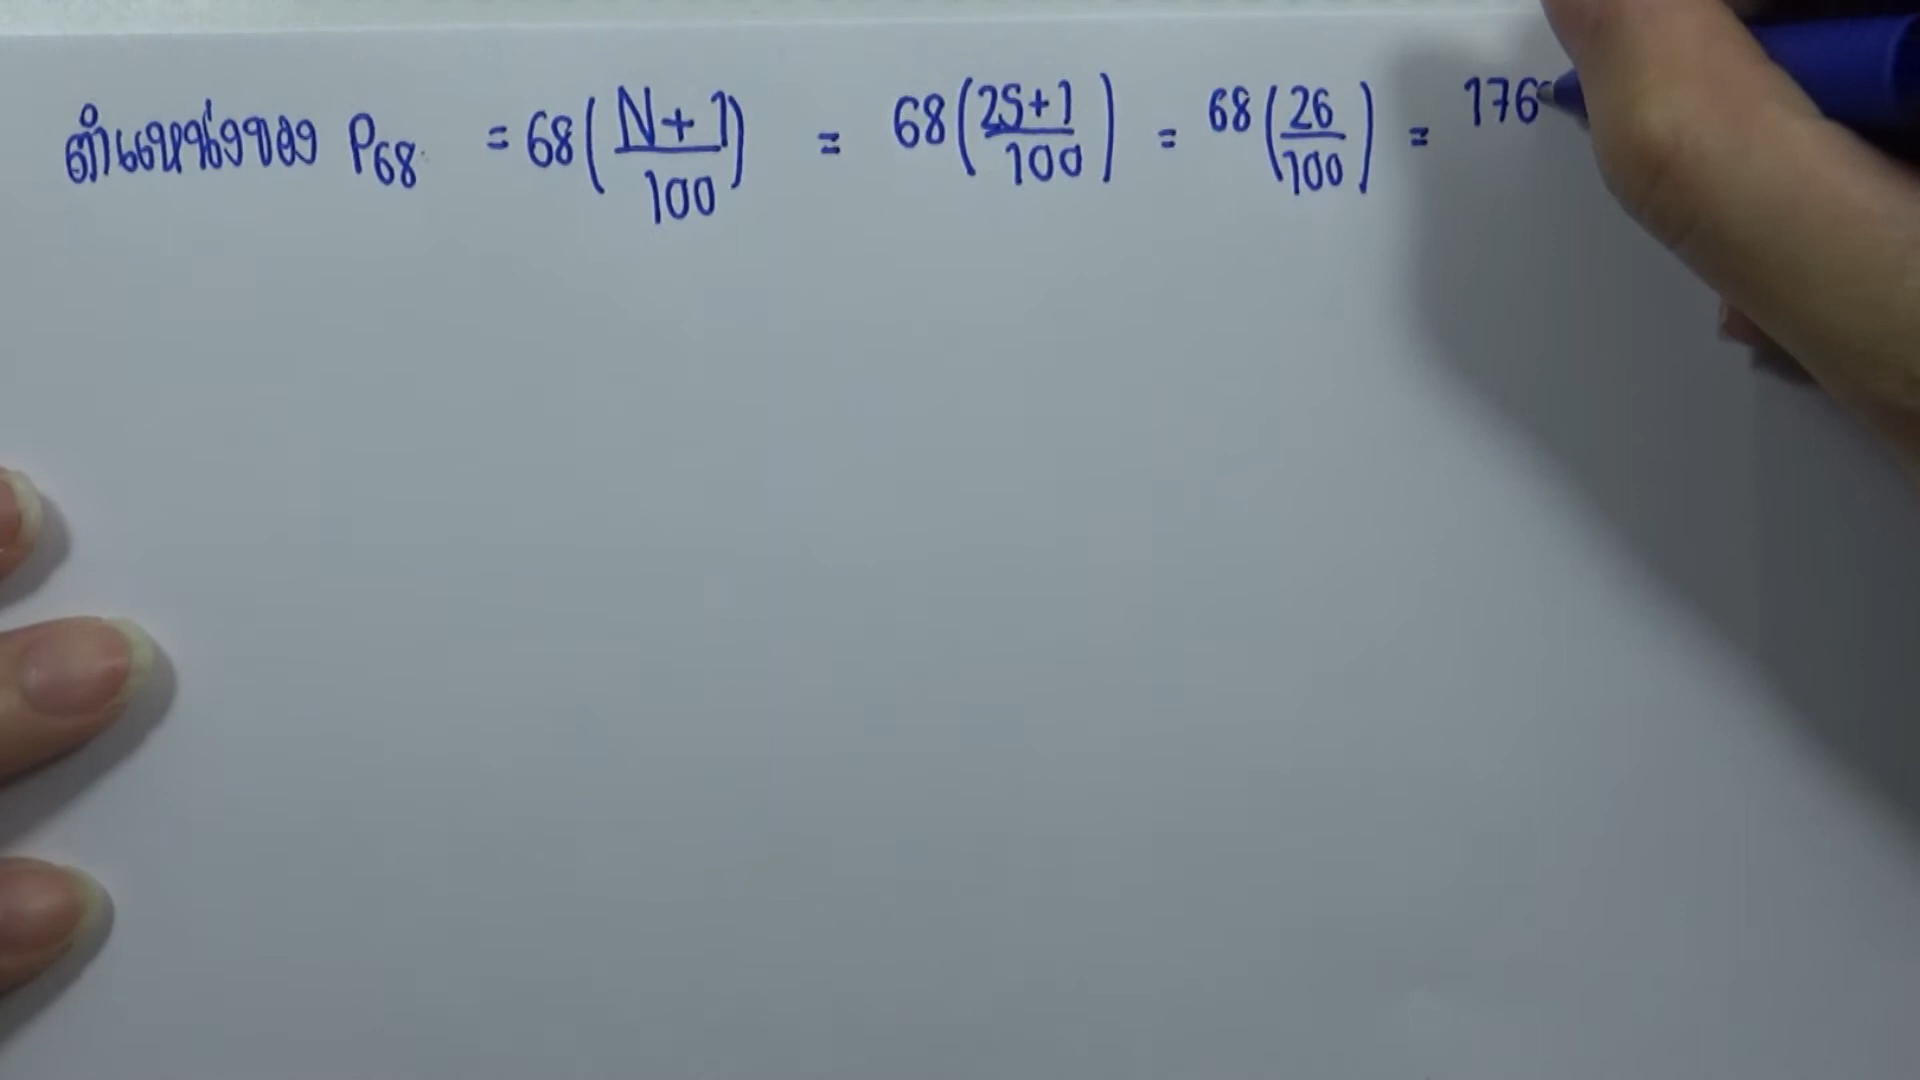 ตำแหน่งของ P₆₈ = 68(N+1/100) = 68(25+1/100) = 68(26/100) = 176